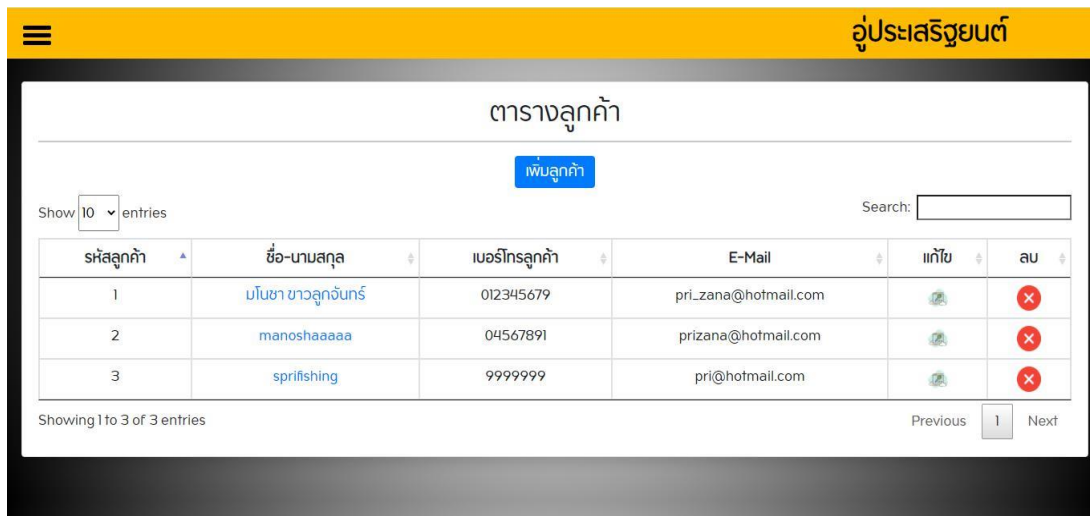 อู่ประเสริฐยนต์
ตารางลูกค้า
เพิ่มลูกค้า
Show 10 entries Search:
รหัสลูกค้า ชื่อ-นามสกุล เบอร์โทรลูกค้า E-Mail แก้ไข ลบ
1 มโนชา ขาวลูกจันทร์ 012345679 pri_zana@hotmail.com
2 manoshaaaaa 04567891 prizana@hotmail.com
3 sprifishing 9999999 pri@hotmail.com
Showing 1 to 3 of 3 entries Previous 1 Next